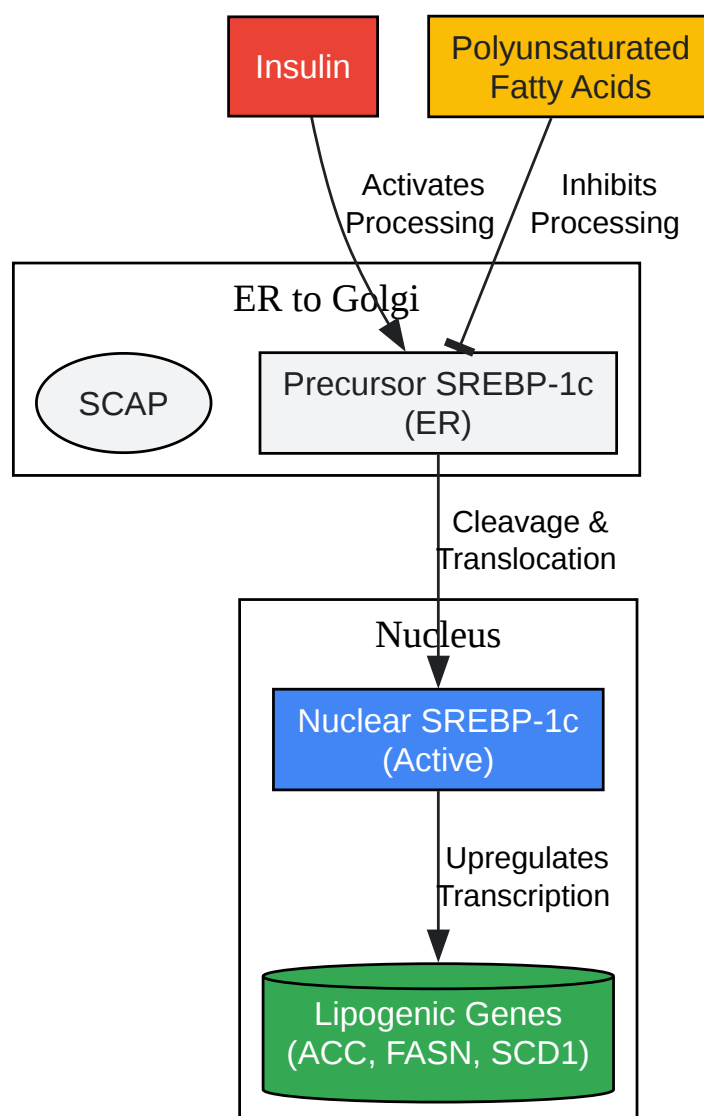 Insulin
Polyunsaturated
Fatty Acids
Activates
Processing
Inhibits
Processing
ER to Golgi
SCAP
Precursor SREBP-1c
(ER)
Cleavage &
Translocation
Nucleus
Nuclear SREBP-1c
(Active)
Upregulates
Transcription
Lipogenic Genes
(ACC, FASN, SCD1)